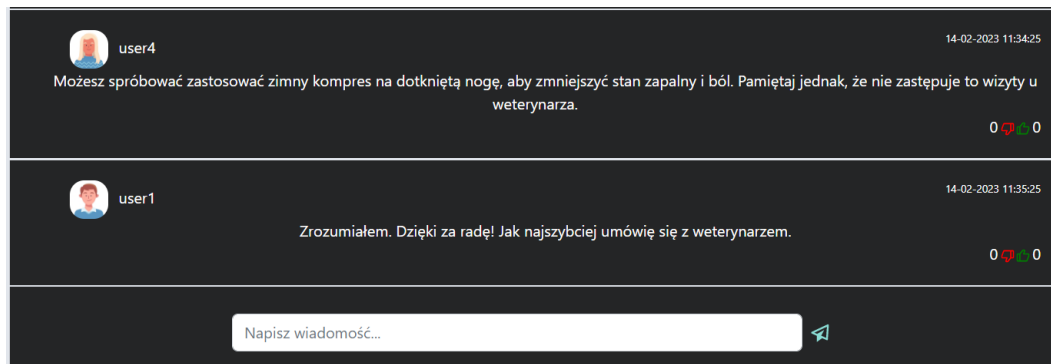 user4
14-02-2023 11:34:25
Możesz spróbować zastosować zimny kompres na dotkniętą nogę, aby zmniejszyć stan zapalny i ból. Pamiętaj jednak, że nie zastępuje to wizyty u
weterynarza.
0 0
user1
14-02-2023 11:35:25
Zrozumiałem. Dzięki za radę! Jak najszybciej umówię się z weterynarzem.
0 0
Napisz wiadomość...